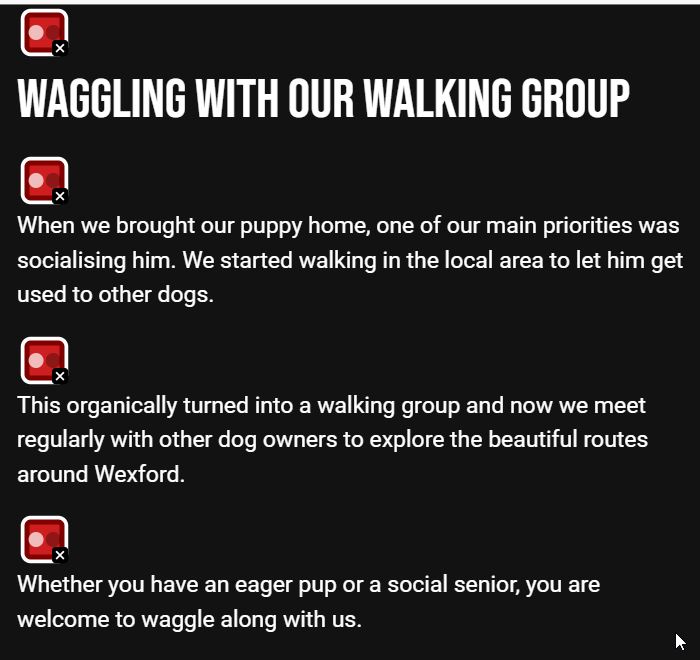 WAGGLING WITH OUR WALKING GROUP
When we brought our puppy home, one of our main priorities was
socialising him. We started walking in the local area to let him get
used to other dogs.
This organically turned into a walking group and now we meet
regularly with other dog owners to explore the beautiful routes
around Wexford.
Whether you have an eager pup or a social senior, you are
welcome to waggle along with us.